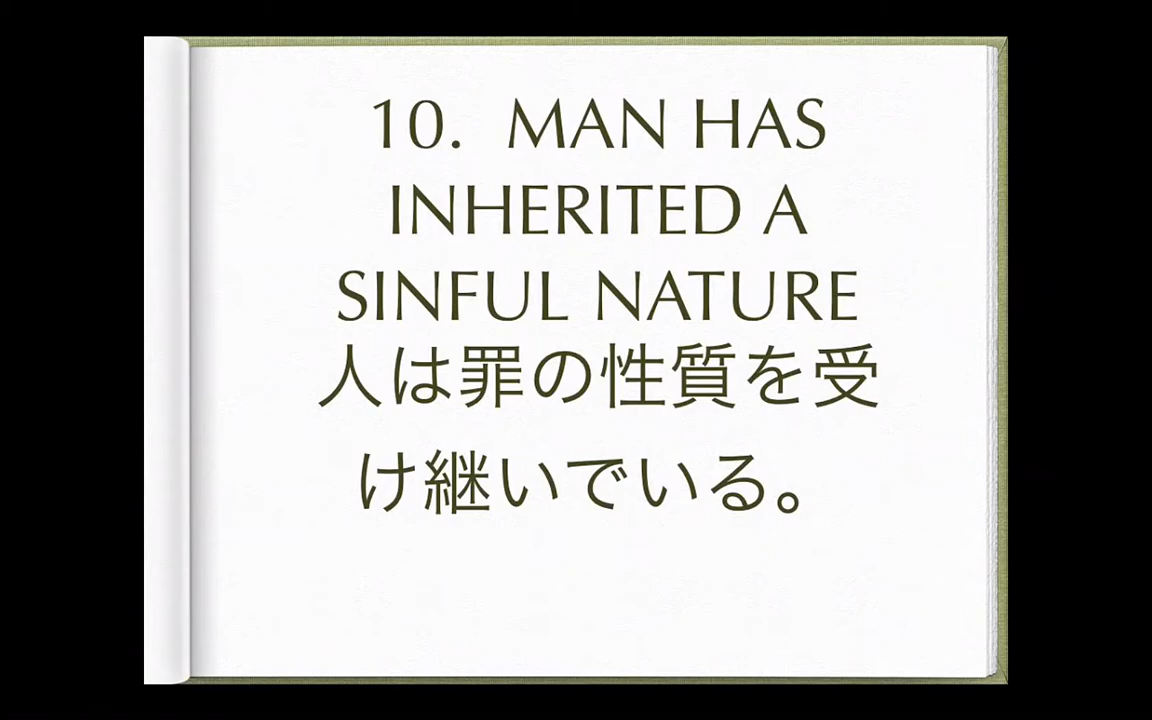 10. MAN HAS
INHERITED A
SINFUL NATURE
人は罪の性質を受
け継いでいる。